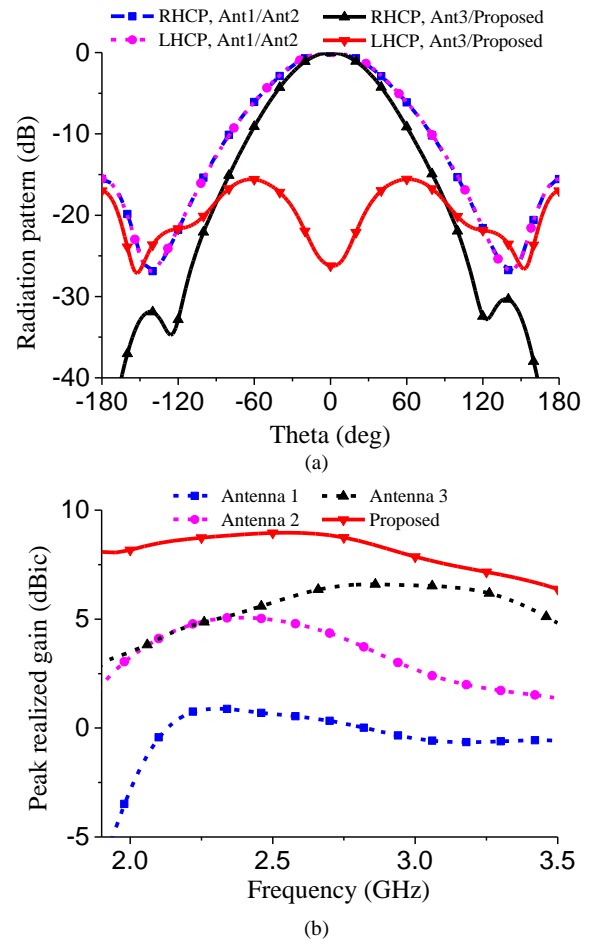 RHCP, Ant1/Ant2 RHCP, Ant3/Proposed
LHCP, Ant1/Ant2 LHCP, Ant3/Proposed
0
-10
-20
-30
-40
Radiation pattern (dB)
-180 -120 -60 0 60 120 180
Theta (deg)
(a)
Antenna 1 Antenna 3
Antenna 2 Proposed
10
5
0
-5
Peak realized gain (dBic)
2.0 2.5 3.0 3.5
Frequency (GHz)
(b)